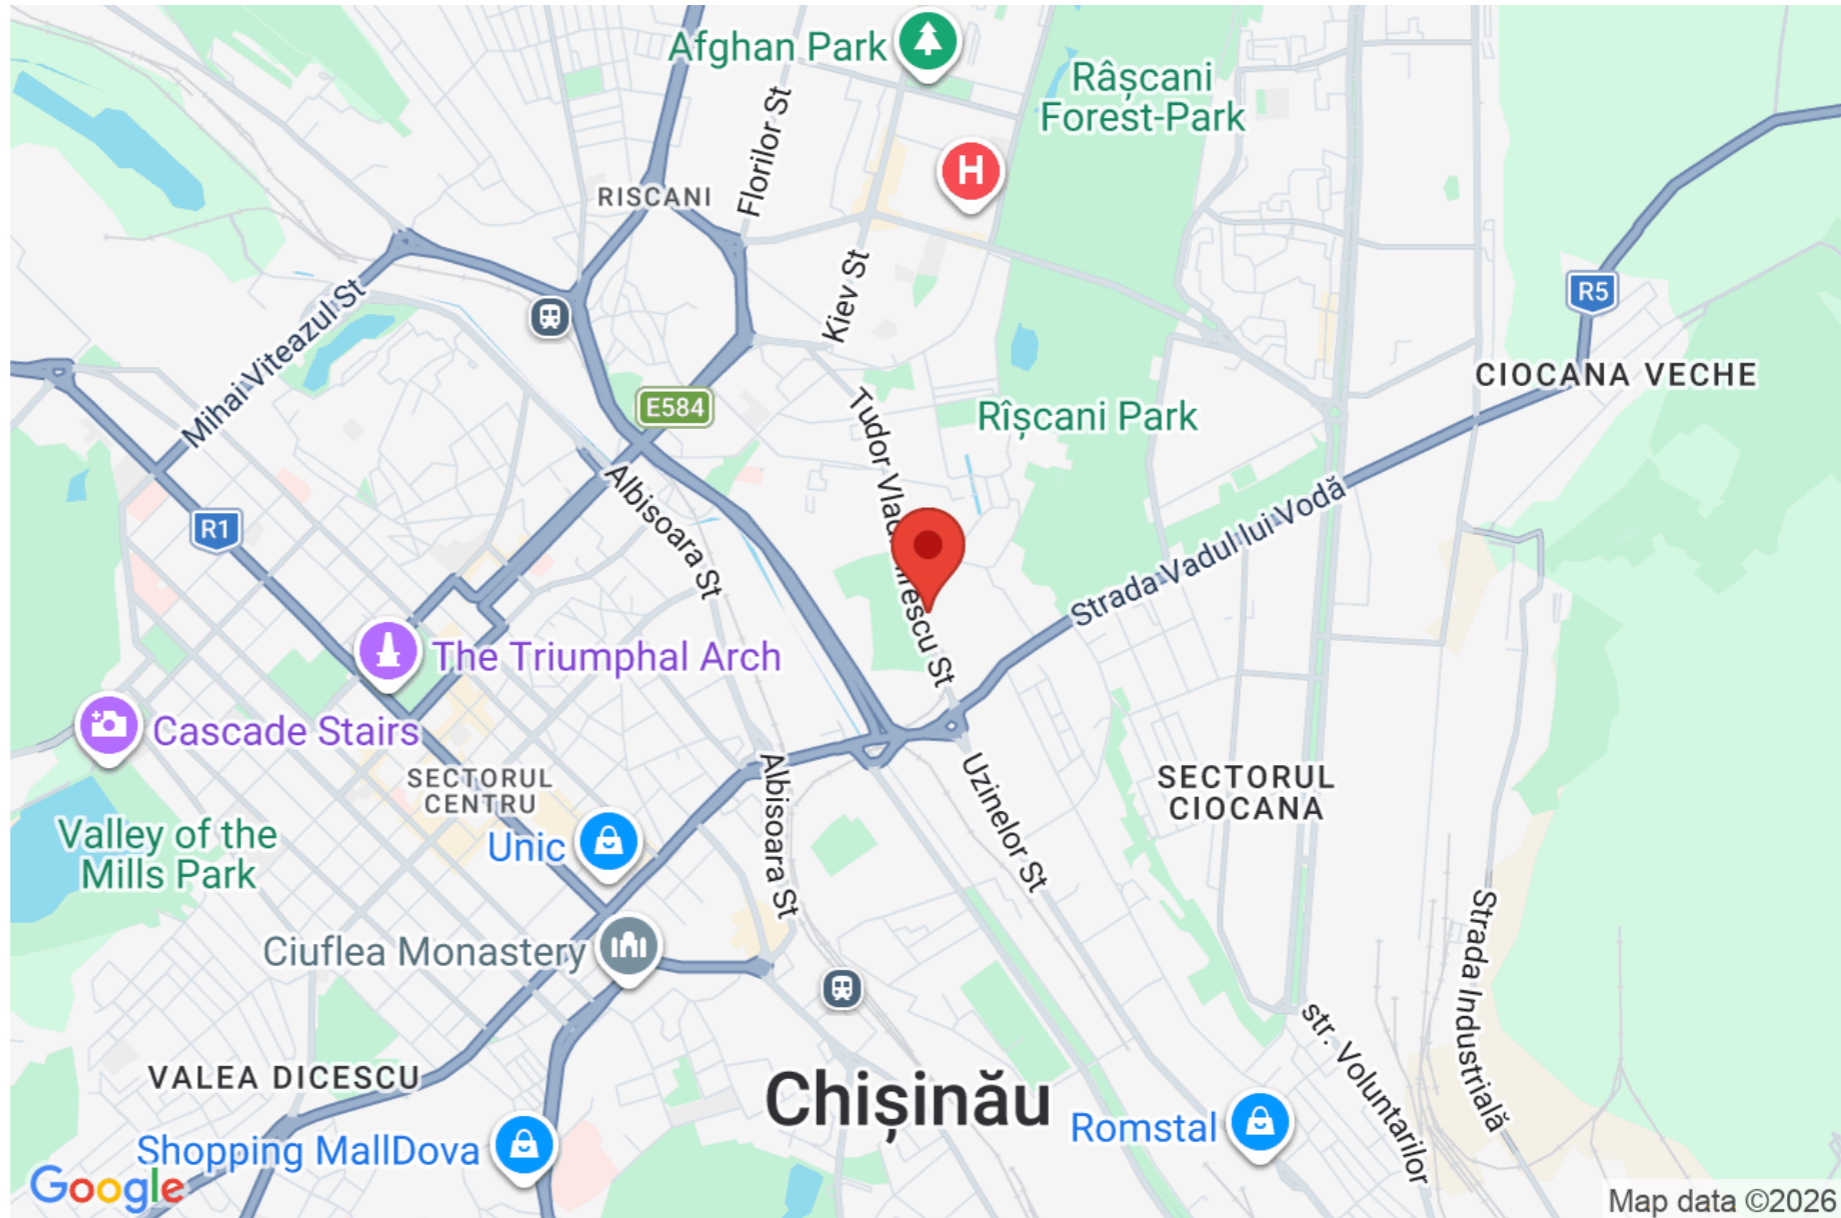 Afghan Park
Râșcani
Forest-Park
Florilor St
H
RISCANI
Kiev St
R5
Mihai Viteazul St
CIOCANA VECHE
E584
Rîșcani Park
Tudor Vladimirescu St
Albisoara St
R1
Strada Vadul lui Vodă
The Triumphal Arch
Cascade Stairs
SECTORUL
CENTRU
Albisoara St
Uzinelor St
SECTORUL
CIOCANA
Valley of the
Mills Park
Unic
Ciuflea Monastery
Strada Industrială
str. Voluntarilor
VALEA DICESCU
Chișinău
Romstal
Shopping MallDova
Google
Map data ©2026